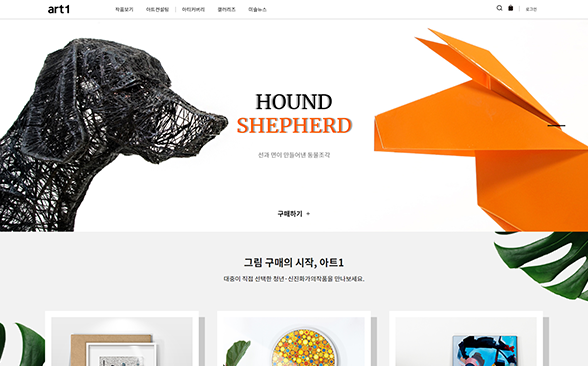 art1
작품보기 아트컨설팅 아티커버리 갤러리즈 미술뉴스
로그인
HOUND
SHEPHERD
선과 면이 만들어낸 동물조각
구매하기 +
그림 구매의 시작, 아트1
대중이 직접 선택한 청년·신진화가의작품을 만나보세요.